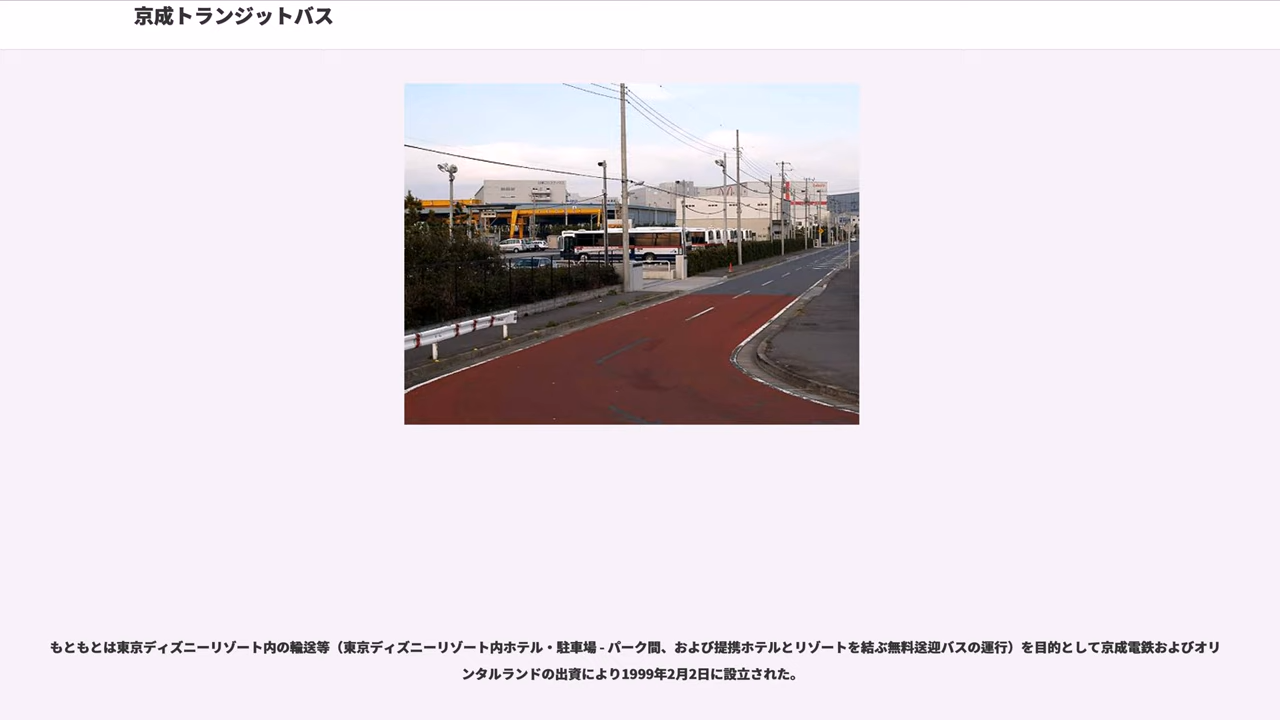 京成トランジットバス
もともとは東京ディズニーリゾート内の輸送等（東京ディズニーリゾート内ホテル・駐車場 - パーク間、および提携ホテルとリゾートを結ぶ無料送迎バスの運行）を目的として京成電鉄およびオリ
ンタルランドの出資により1999年2月2日に設立された。